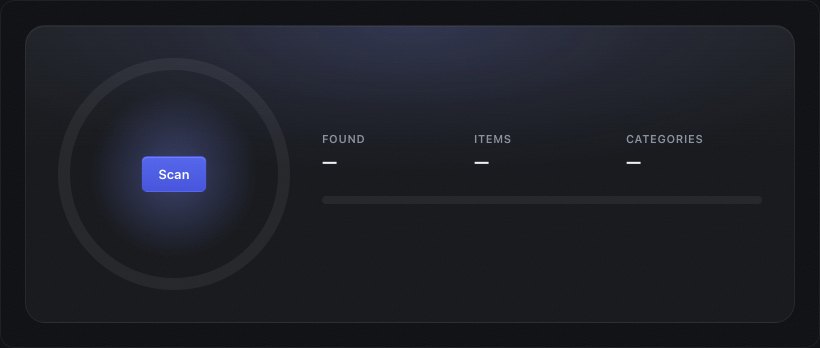 Scan
FOUND
ITEMS
CATEGORIES
—
—
—